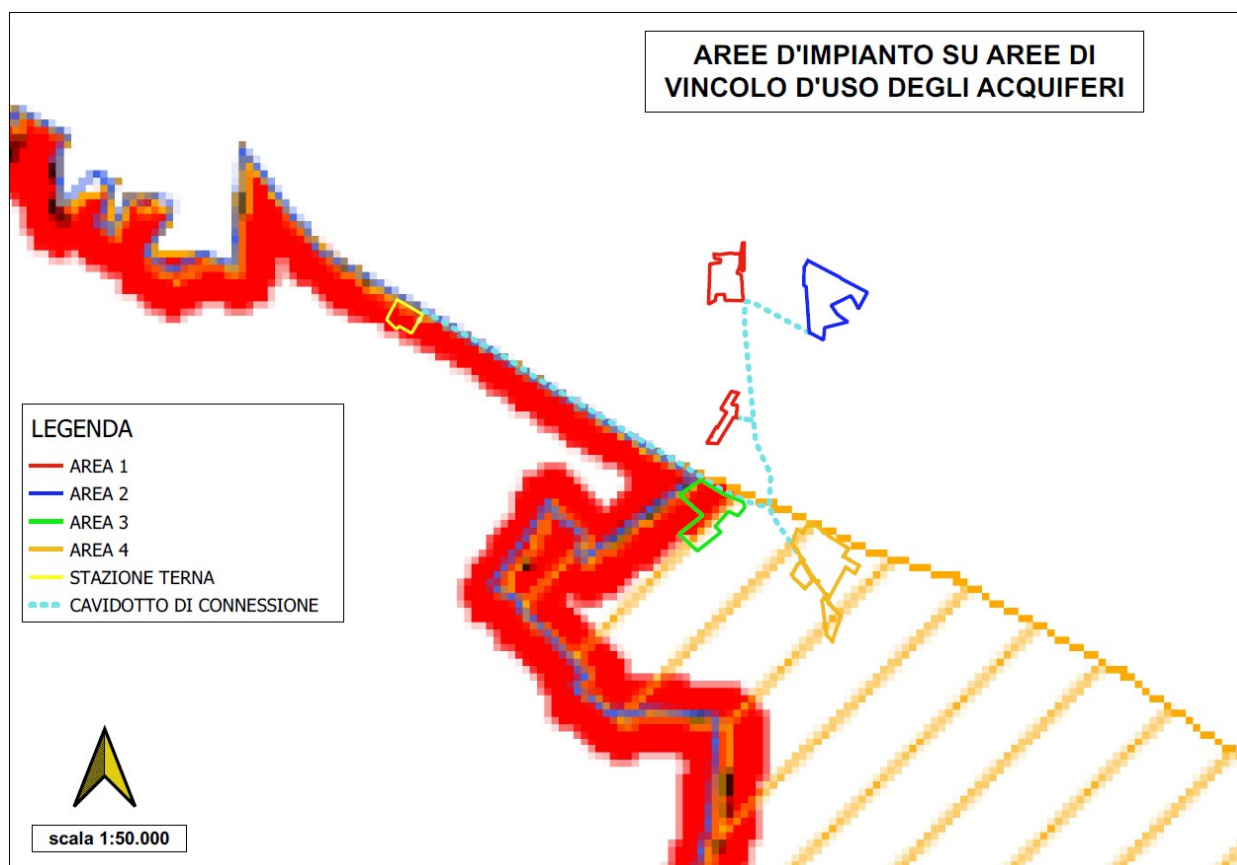 AREE D'IMPIANTO SU AREE DI
VINCOLO D'USO DEGLI ACQUIFERI
LEGENDA
AREA 1
AREA 2
AREA 3
AREA 4
STAZIONE TERNA
CAVIDOTTO DI CONNESSIONE
scala 1:50.000